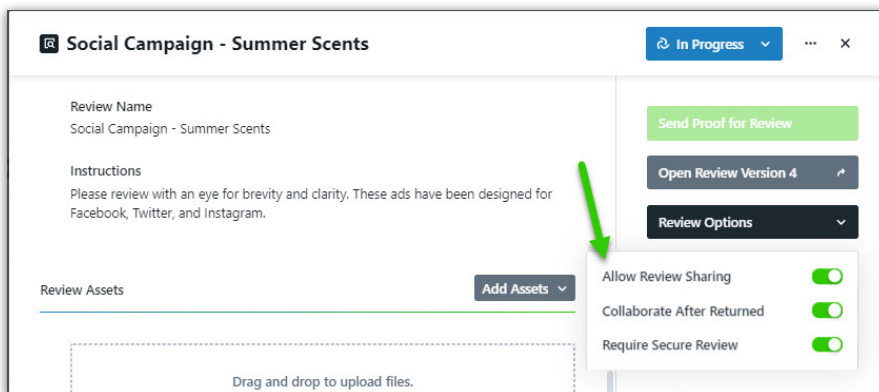 Social Campaign - Summer Scents
In Progress
Review Name
Social Campaign - Summer Scents
Send Proof for Review
Instructions
Please review with an eye for brevity and clarity. These ads have been designed for
Facebook, Twitter, and Instagram.
Open Review Version 4
Review Options
Allow Review Sharing
Review Assets
Add Assets
Collaborate After Returned
Require Secure Review
Drag and drop to upload files.